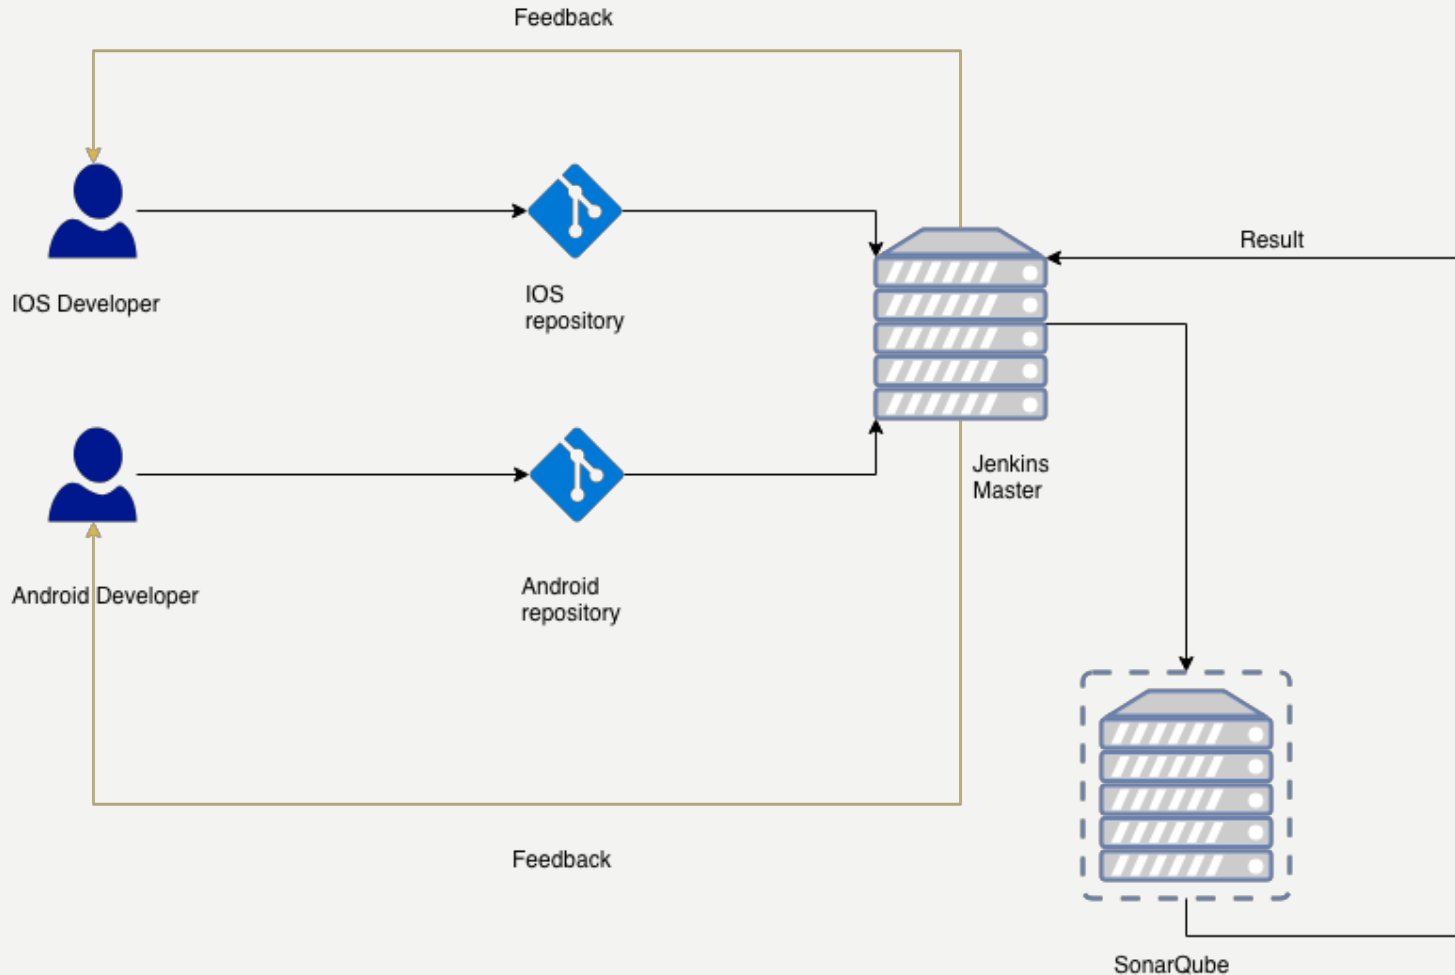 Feedback
Result
IOS Developer
IOS
repository
Jenkins
Master
Android Developer
Android
repository
Feedback
SonarQube